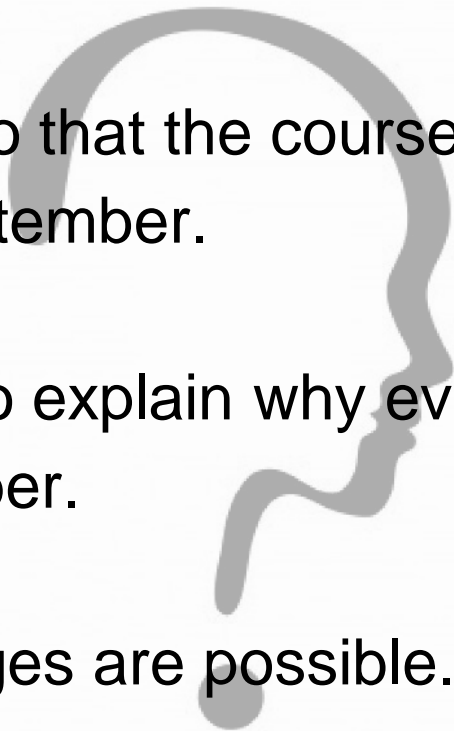 o that the course
tember.
o explain why ev
ber.
ges are possible.